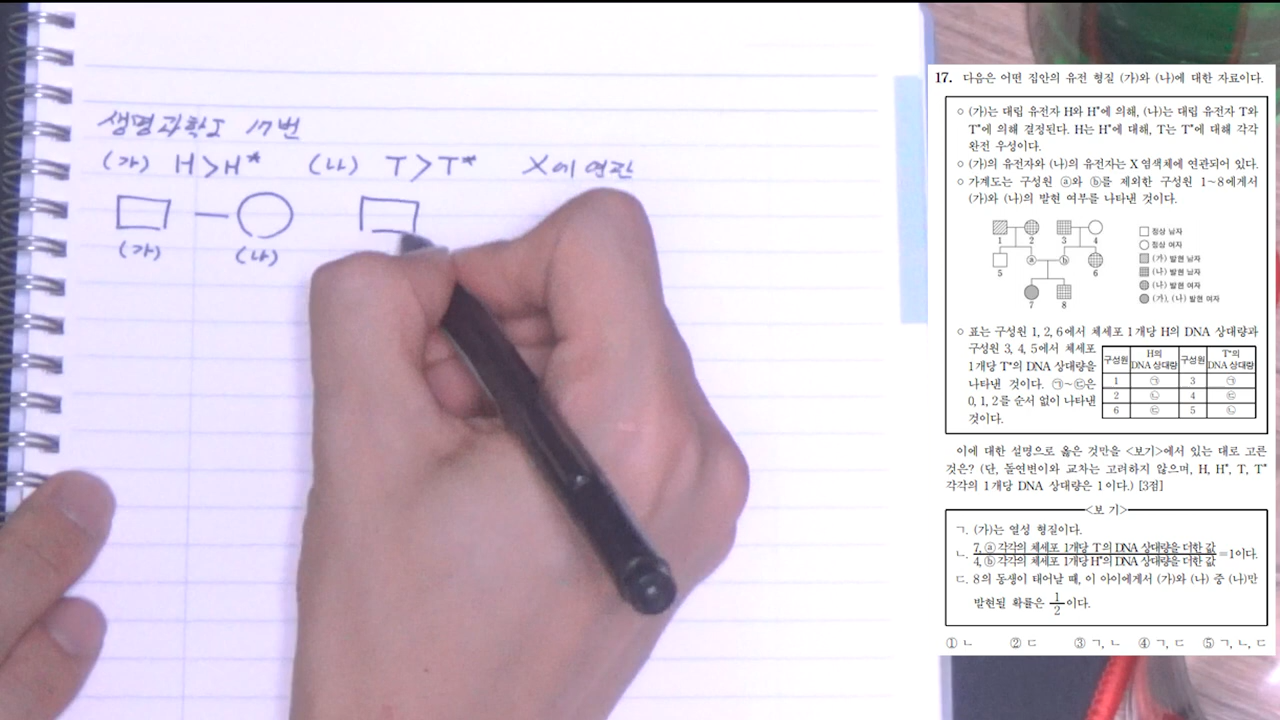 생명과학I 17번
(가) H>H* (나) T>T* X에 연관
(가) (나)
17. 다음은 어떤 집안의 유전 형질 (가)와 (나)에 대한 자료이다.
○ (가)는 대립 유전자 H와 H*에 의해, (나)는 대립 유전자 T와
T*에 의해 결정된다. H는 H*에 대해, T는 T*에 대해 각각
완전 우성이다.
○ (가)의 유전자와 (나)의 유전자는 X 염색체에 연관되어 있다.
○ 가계도는 구성원 ⓐ와 ⓑ를 제외한 구성원 1~8에게서
(가)와 (나)의 발현 여부를 나타낸 것이다.
1 2 3 4
5 ⓐ ⓑ 6
7 8
정상 남자
정상 여자
(가) 발현 남자
(나) 발현 남자
(나) 발현 여자
(가), (나) 발현 여자
○ 표는 구성원 1, 2, 6에서 체세포 1개당 H의 DNA 상대량과
구성원 3, 4, 5에서 체세포
1개당 T*의 DNA 상대량을
나타낸 것이다. ㉠~㉢은
0, 1, 2를 순서 없이 나타낸
것이다.
구성원 H의 DNA 상대량 구성원 T*의 DNA 상대량
1 ㉠ 3 ㉠
2 ㉡ 4 ㉢
6 ㉢ 5 ㉡
이에 대한 설명으로 옳은 것만을 <보기>에서 있는 대로 고른
것은? (단, 돌연변이와 교차는 고려하지 않으며, H, H*, T, T*
각각의 1개당 DNA 상대량은 1이다.) [3점]
<보 기>
ㄱ. (가)는 열성 형질이다.
ㄴ. 7, ⓐ 각각의 체세포 1개당 T의 DNA 상대량을 더한 값
4, ⓑ 각각의 체세포 1개당 H*의 DNA 상대량을 더한 값 =1이다.
ㄷ. 8의 동생이 태어날 때, 이 아이에게서 (가)와 (나) 중 (나)만
발현될 확률은 1/2이다.
① ㄴ ② ㄷ ③ ㄱ, ㄴ ④ ㄱ, ㄷ ⑤ ㄱ, ㄴ, ㄷ